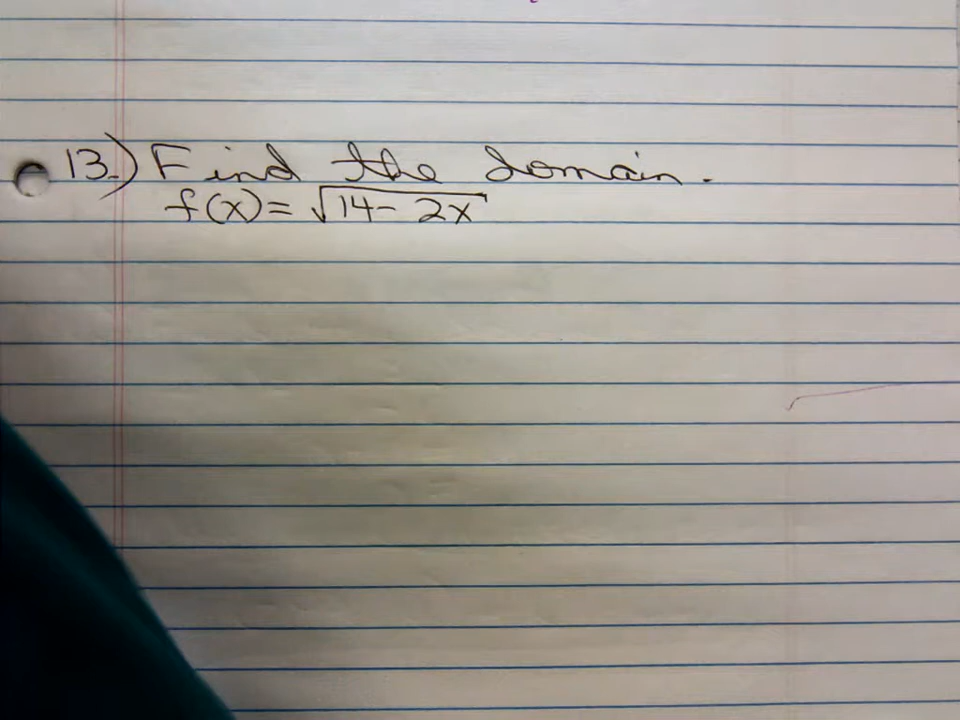 13.) Find the domain.
f(x) = √14 - 2x